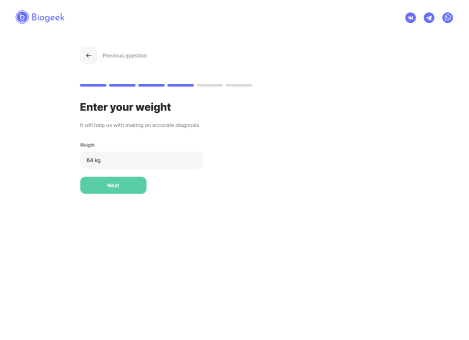 Biogeek
Previous question
Enter your weight
It will help us with making an accurate diagnosis
Weight
64 kg
Next